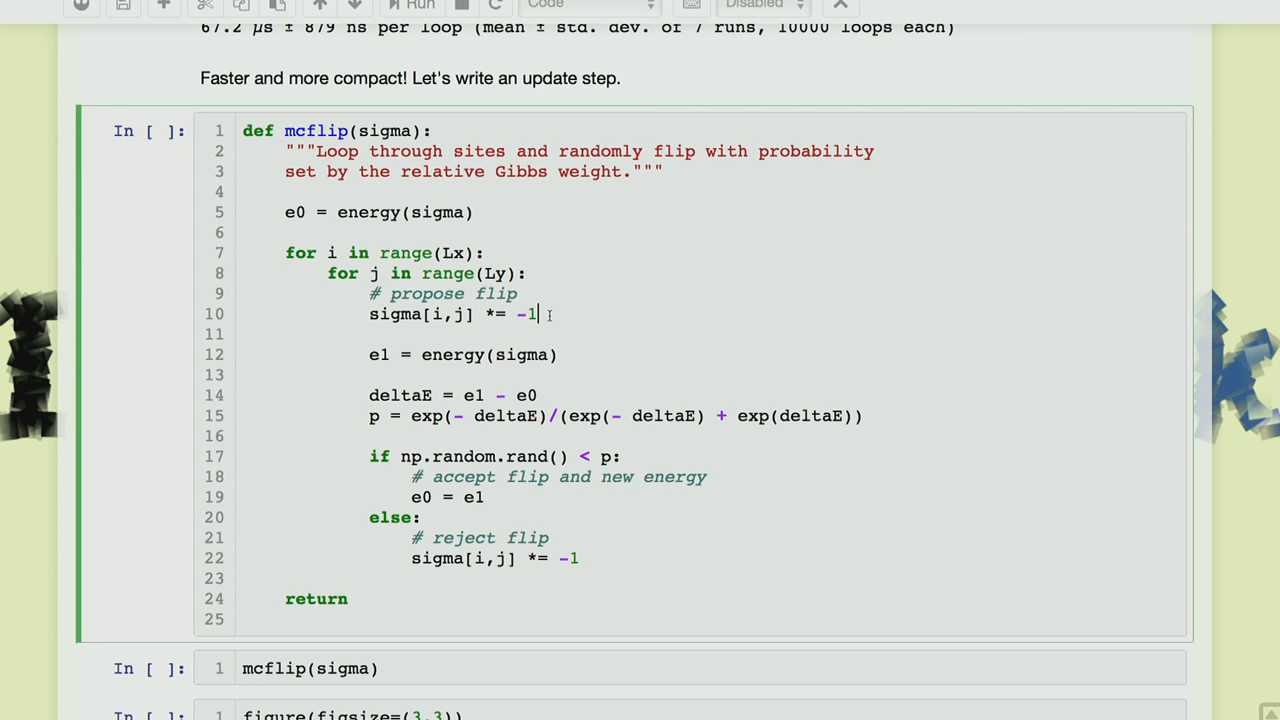 Run Code Disabled
67.2 µs ± 879 ns per loop (mean ± std. dev. of 7 runs, 10000 loops each)
Faster and more compact! Let's write an update step.
In [ ]:
1 def mcflip(sigma):
2 """Loop through sites and randomly flip with probability
3 set by the relative Gibbs weight."""
4
5 e0 = energy(sigma)
6
7 for i in range(Lx):
8 for j in range(Ly):
9 # propose flip
10 sigma[i,j] *= -1
11
12 e1 = energy(sigma)
13
14 deltaE = e1 - e0
15 p = exp(- deltaE)/(exp(- deltaE) + exp(deltaE))
16
17 if np.random.rand() < p:
18 # accept flip and new energy
19 e0 = e1
20 else:
21 # reject flip
22 sigma[i,j] *= -1
23
24 return
25
In [ ]: 1 mcflip(sigma)
In [ ]: 1 figure(figsize=(3,3))